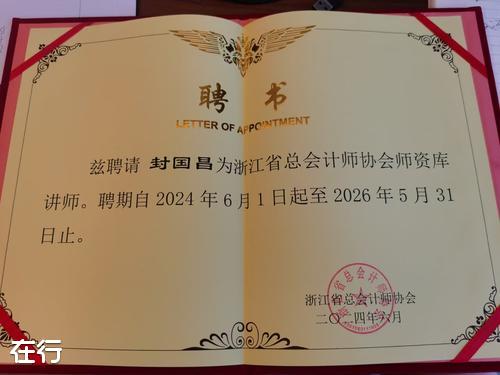 聘 书
LETTER OF APPOINTMENT
兹聘请 封国昌为浙江省总会计师协会师资库
讲师。聘期自 2024 年 6 月 1 日起至 2026 年 5 月 31
日止。
浙江省总会计师协会
二〇二四年六月
在行